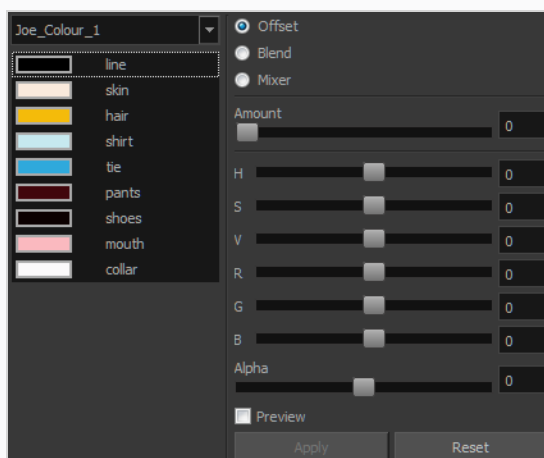 Joe_Colour_1
line
skin
hair
shirt
tie
pants
shoes
mouth
collar
Offset
Blend
Mixer
Amount
0
H 0
S 0
V 0
R 0
G 0
B 0
Alpha
0
Preview
Apply Reset